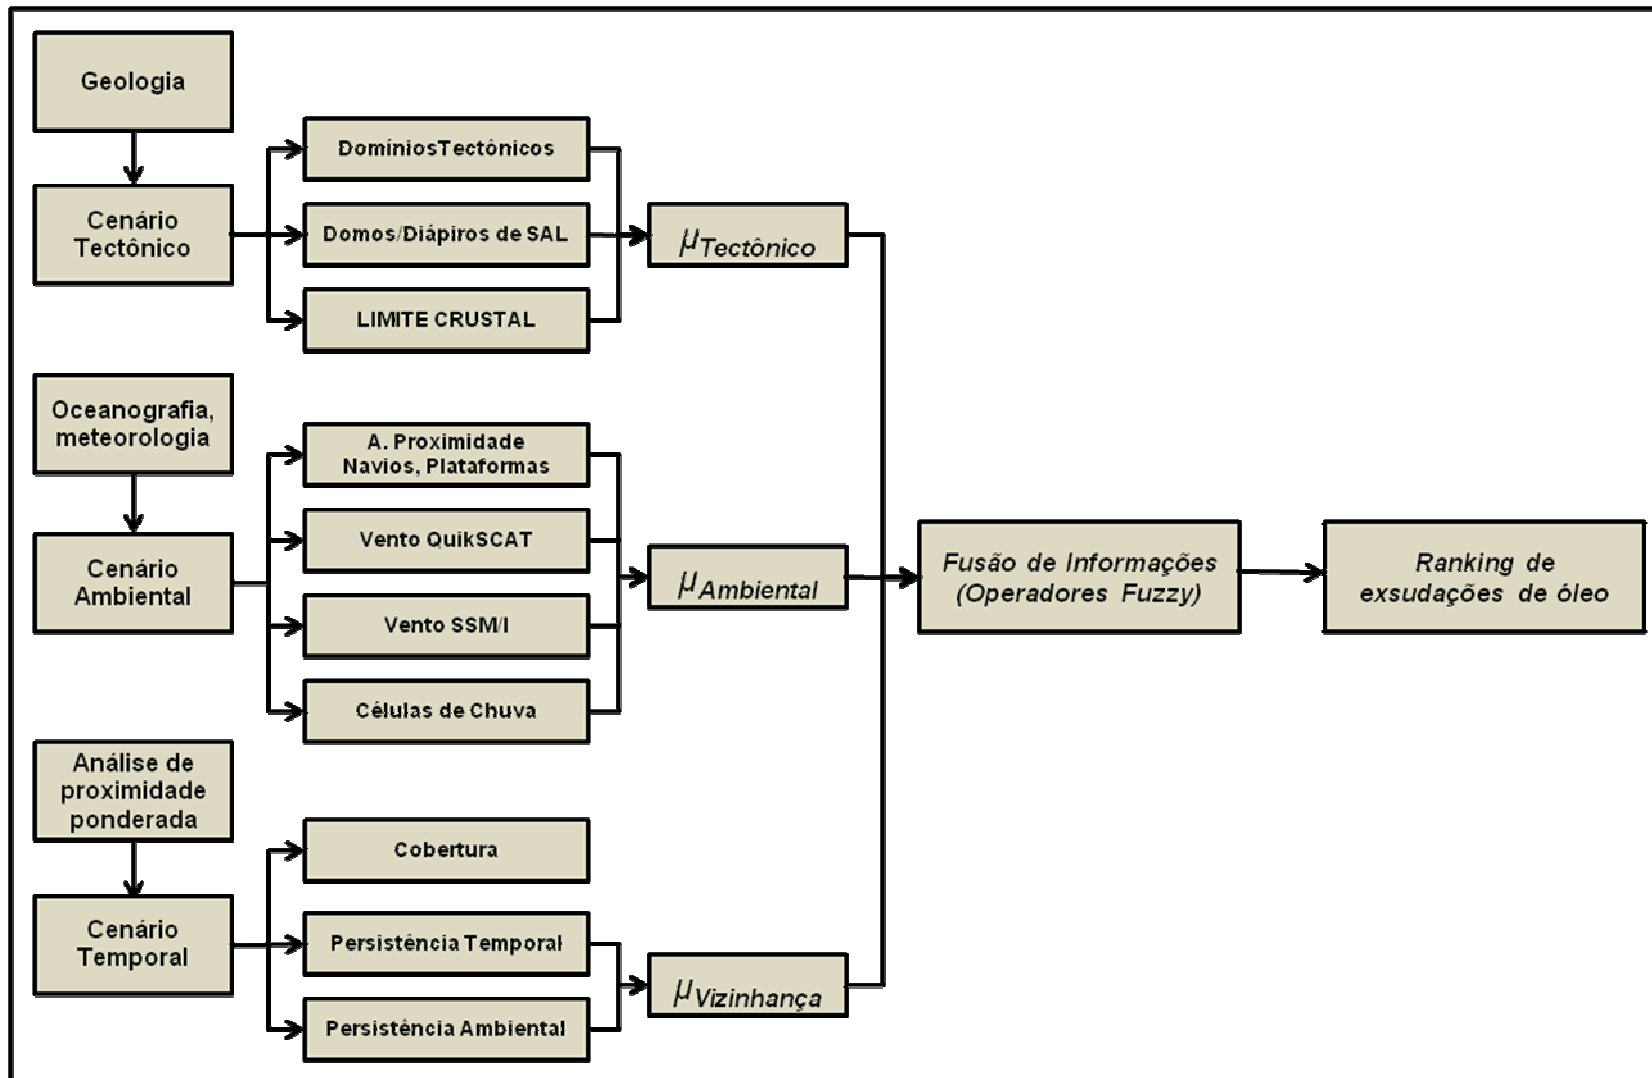 Geologia
Cenário
Tectônico
DomíniosTectônicos
Domos/Diápiros de SAL
LIMITE CRUSTAL
μTectônico
Oceanografia,
meteorologia
Cenário
Ambiental
A. Proximidade
Navios, Plataformas
Vento QuikSCAT
Vento SSM/I
Células de Chuva
μAmbiental
Análise de
proximidade
ponderada
Cenário
Temporal
Cobertura
Persistência Temporal
Persistência Ambiental
μVizinhança
Fusão de Informações
(Operadores Fuzzy)
Ranking de
exsudações de óleo